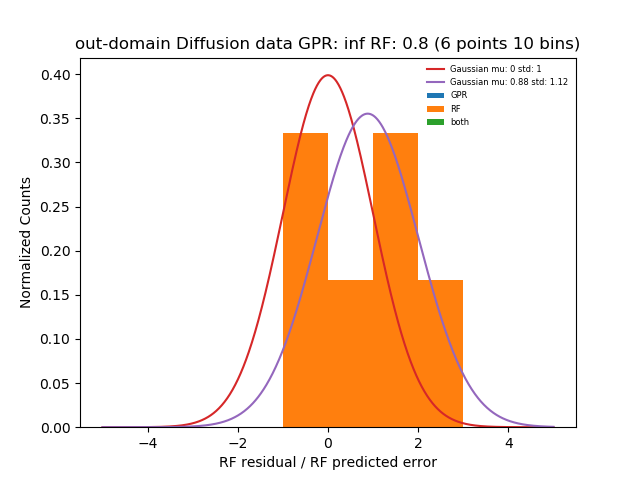 out-domain Diffusion data GPR: inf RF: 0.8 (6 points 10 bins)
Gaussian mu: 0 std: 1
Gaussian mu: 0.88 std: 1.12
GPR
RF
both
Normalized Counts
0.40
0.35
0.30
0.25
0.20
0.15
0.10
0.05
0.00
−4 −2 0 2 4
RF residual / RF predicted error